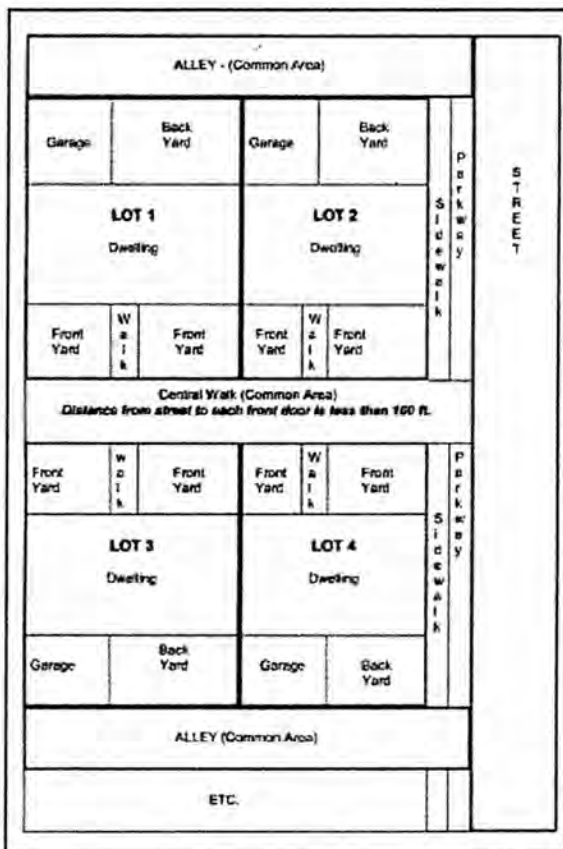 ALLEY - (Common Area)
Garage
Back
Yard
Garage
Back
Yard
Parkway
STREET
LOT 1
LOT 2
Sidewalk
Dwelling
Dwelling
Front
Yard
Walk
Front
Yard
Front
Yard
Walk
Front
Yard
Central Walk (Common Area)
Distance from street to each front door is less than 160 ft.
Front
Yard
walk
Front
Yard
Front
Yard
Walk
Front
Yard
Parkway
Sidewalk
LOT 3
LOT 4
Dwelling
Dwelling
Garage
Back
Yard
Garage
Back
Yard
ALLEY (Common Area)
ETC.